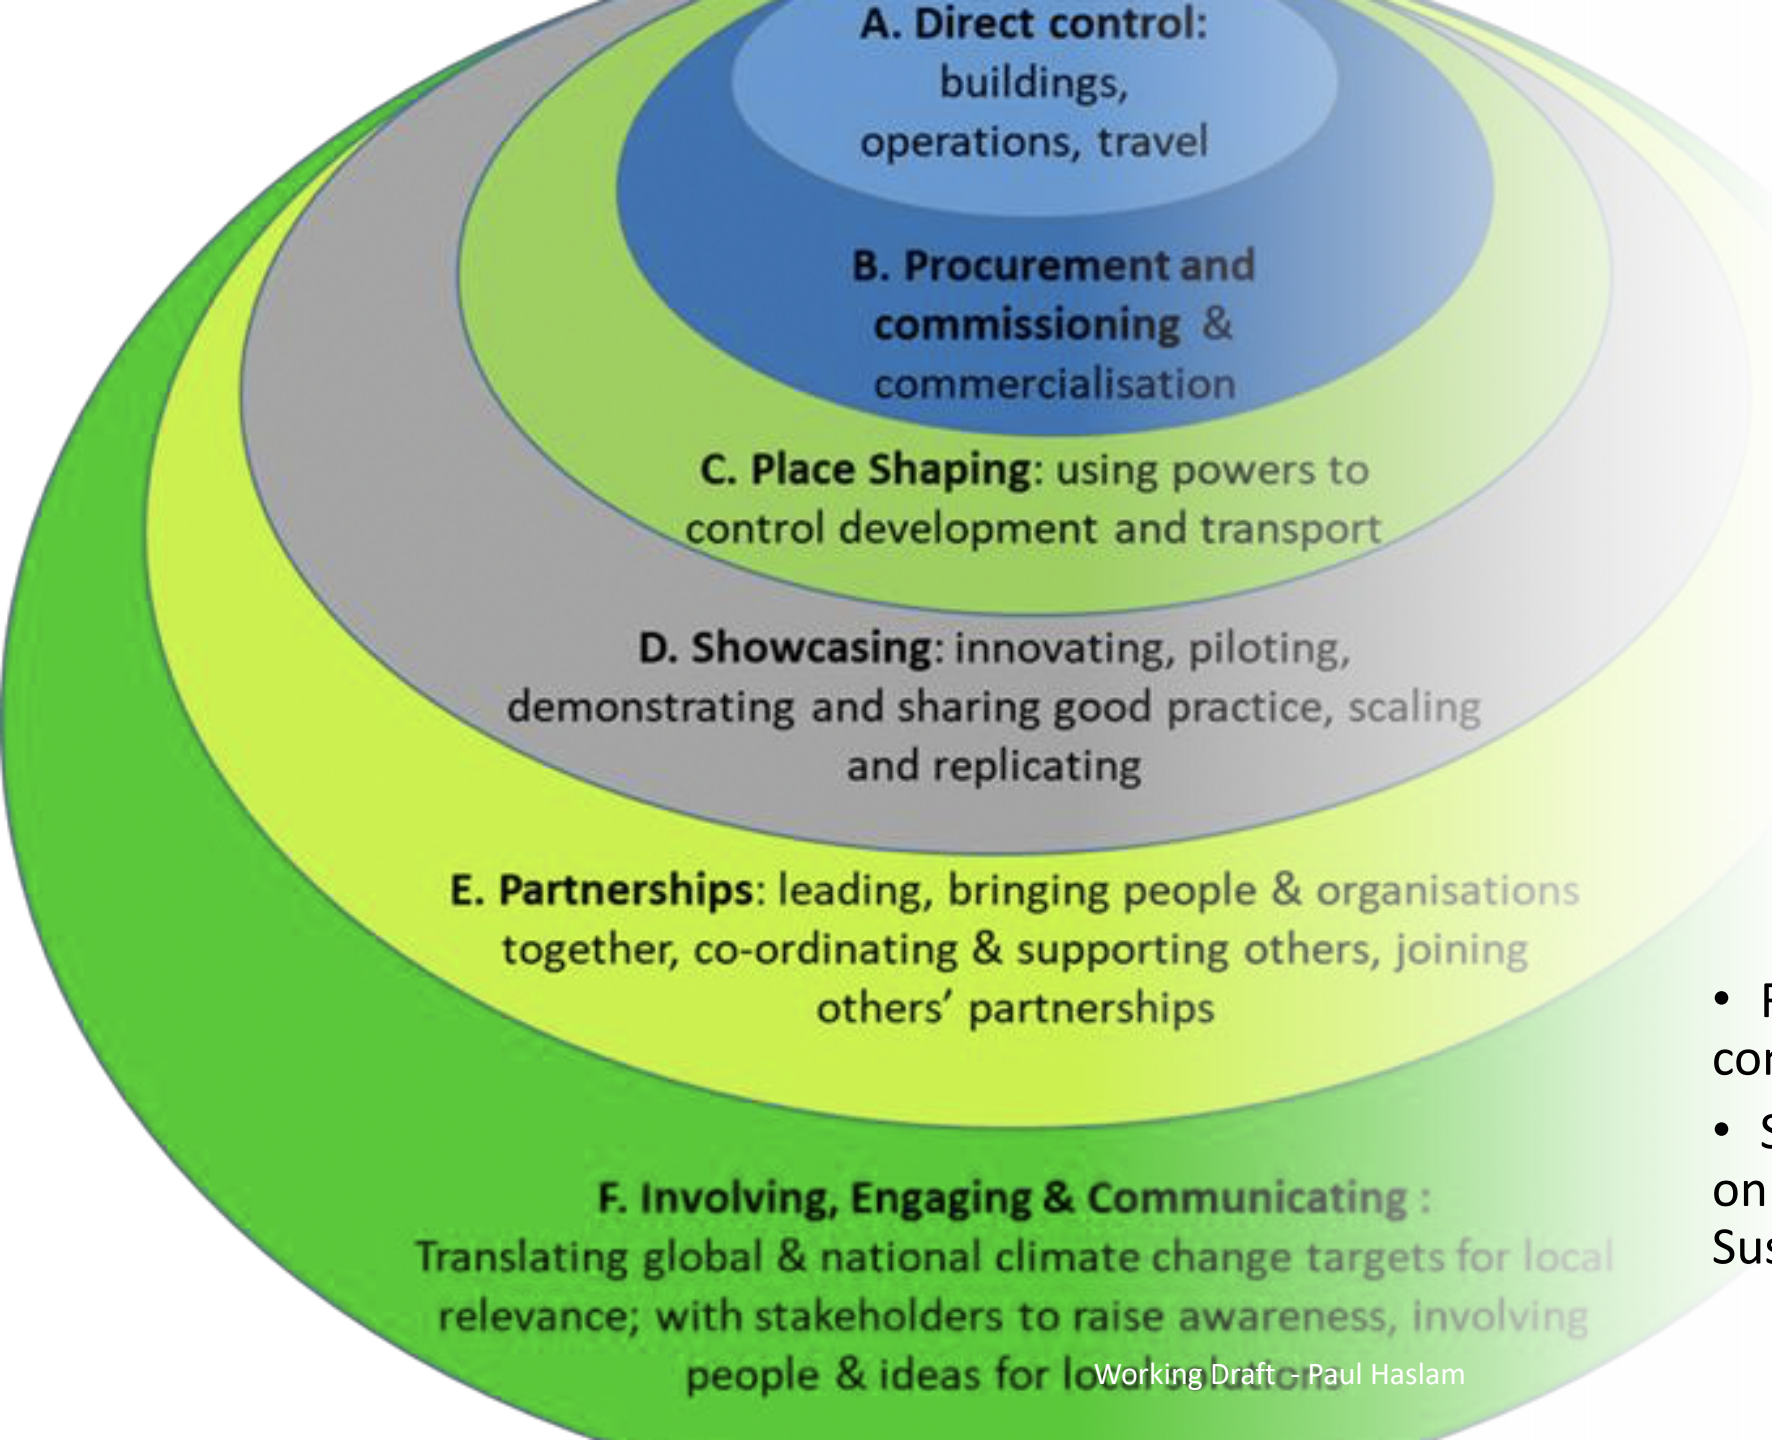 A. Direct control:
buildings,
operations, travel
B. Procurement and
commissioning &
commercialisation
C. Place Shaping: using powers to
control development and transport
D. Showcasing: innovating, piloting,
demonstrating and sharing good practice, scaling
and replicating
E. Partnerships: leading, bringing people & organisations
together, co-ordinating & supporting others, joining
others’ partnerships
F. Involving, Engaging & Communicating :
Translating global & national climate change targets for local
relevance; with stakeholders to raise awareness, involving
people & ideas for local solutions
Working Draft - Paul Haslam
•
•
on